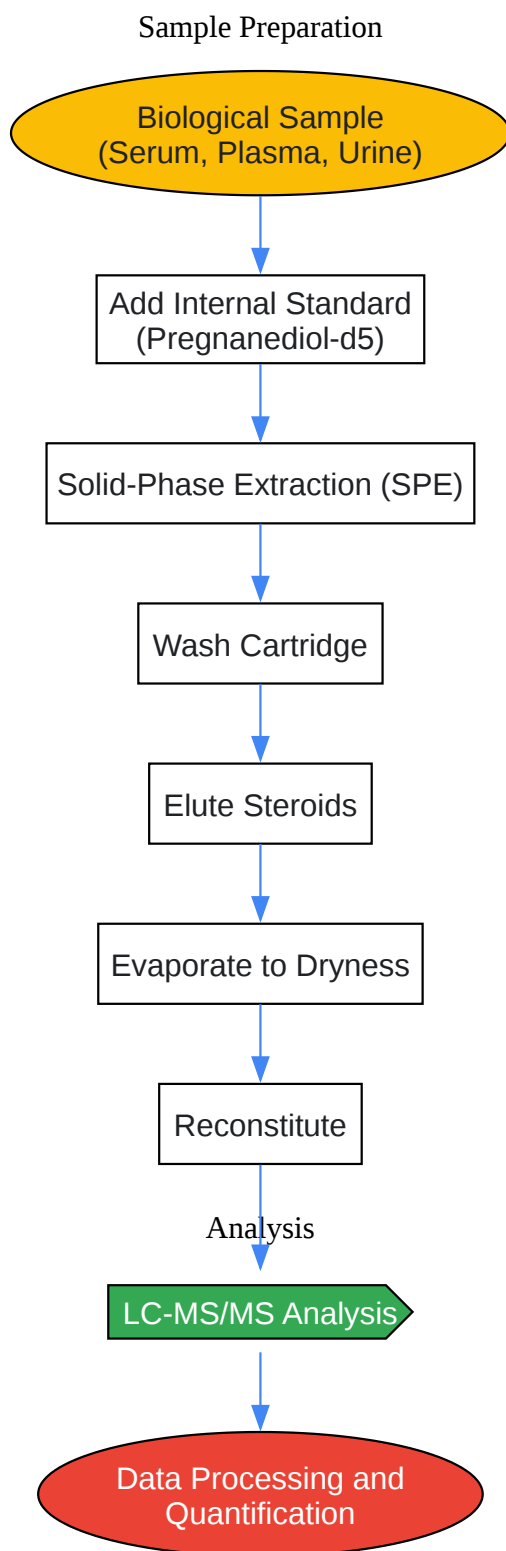 Sample Preparation
Biological Sample
(Serum, Plasma, Urine)
Add Internal Standard
(Pregnanediol-d5)
Solid-Phase Extraction (SPE)
Wash Cartridge
Elute Steroids
Evaporate to Dryness
Reconstitute
Analysis
LC-MS/MS Analysis
Data Processing and
Quantification